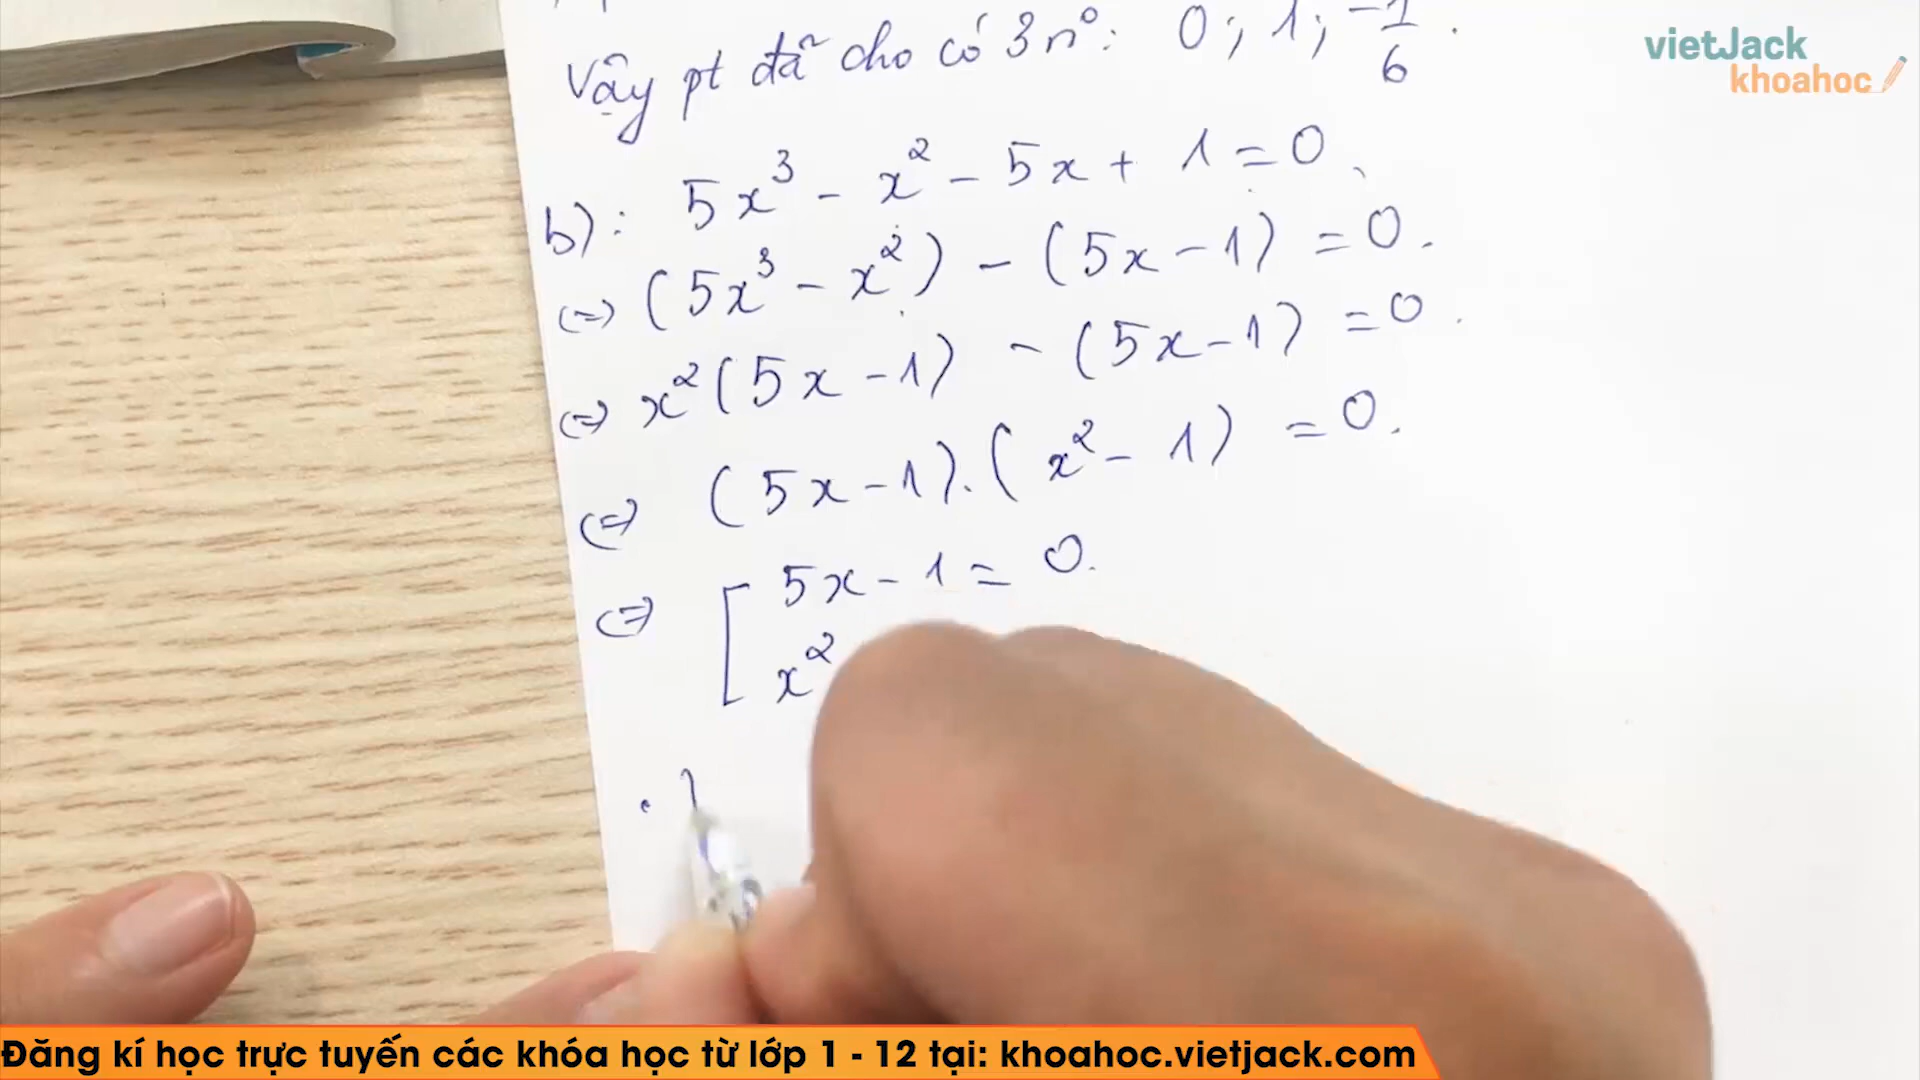 vietJack
khoahoc
Vậy pt đã cho có 3 n⁰: 0; 1; -1/6.
b): 5x³ - x² - 5x + 1 = 0
(=) (5x³ - x²) - (5x - 1) = 0.
(=) x²(5x - 1) - (5x - 1) = 0.
(=) (5x - 1).(x² - 1) = 0.
(=) [ 5x - 1 = 0.
x²
Đăng kí học trực tuyến các khóa học từ lớp 1 - 12 tại: khoahoc.vietjack.com